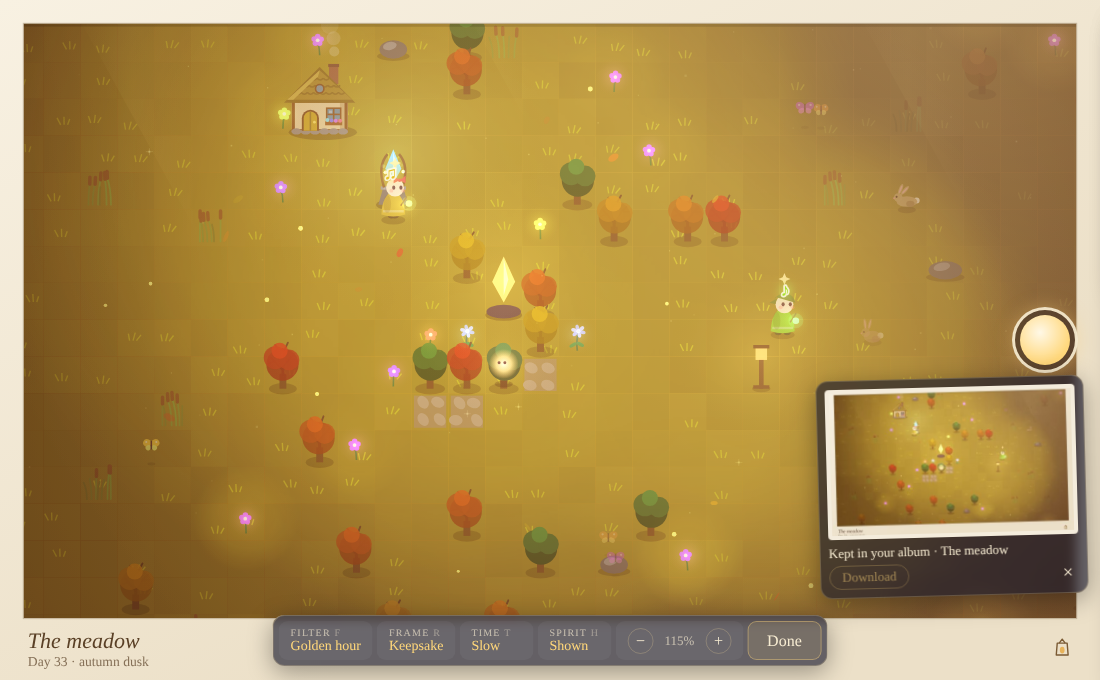 Kept in your album · The meadow
Download
×
The meadow
Day 33 · autumn dusk
FILTER F
Golden hour
FRAME R
Keepsake
TIME T
Slow
SPIRIT H
Shown
− 115% +
Done